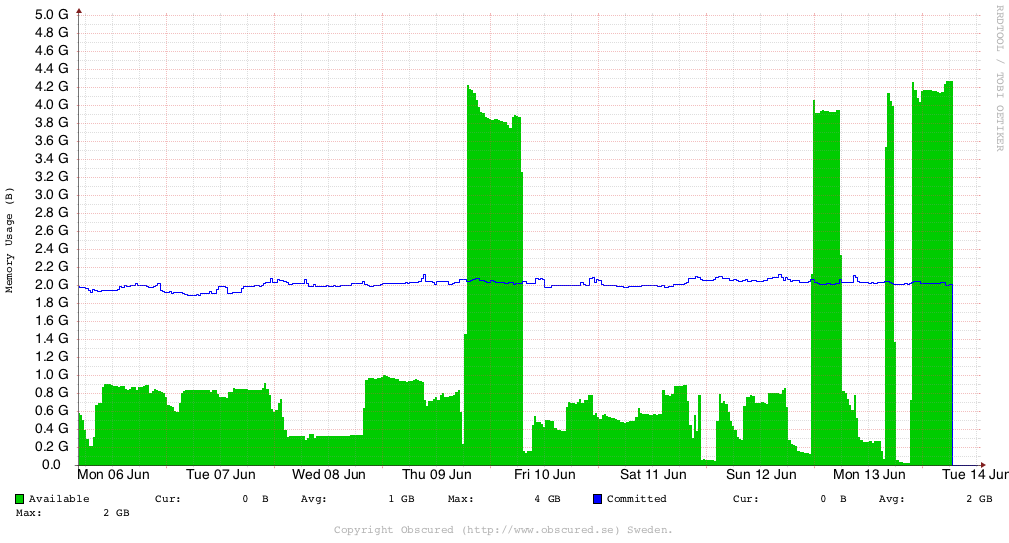 5.0 G
4.8 G
4.6 G
4.4 G
4.2 G
4.0 G
3.8 G
3.6 G
3.4 G
3.2 G
3.0 G
2.8 G
2.6 G
2.4 G
2.2 G
2.0 G
1.8 G
1.6 G
1.4 G
1.2 G
1.0 G
0.8 G
0.6 G
0.4 G
0.2 G
0.0
Memory Usage (B)
RRDTOOL / TOBI OETIKER
Mon 06 Jun Tue 07 Jun Wed 08 Jun Thu 09 Jun Fri 10 Jun Sat 11 Jun Sun 12 Jun Mon 13 Jun Tue 14 Jun
Available Cur: 0 B Avg: 1 GB Max: 4 GB Committed Cur: 0 B Avg: 2 GB
Max: 2 GB
Copyright Obscured (http://www.obscured.se) Sweden.